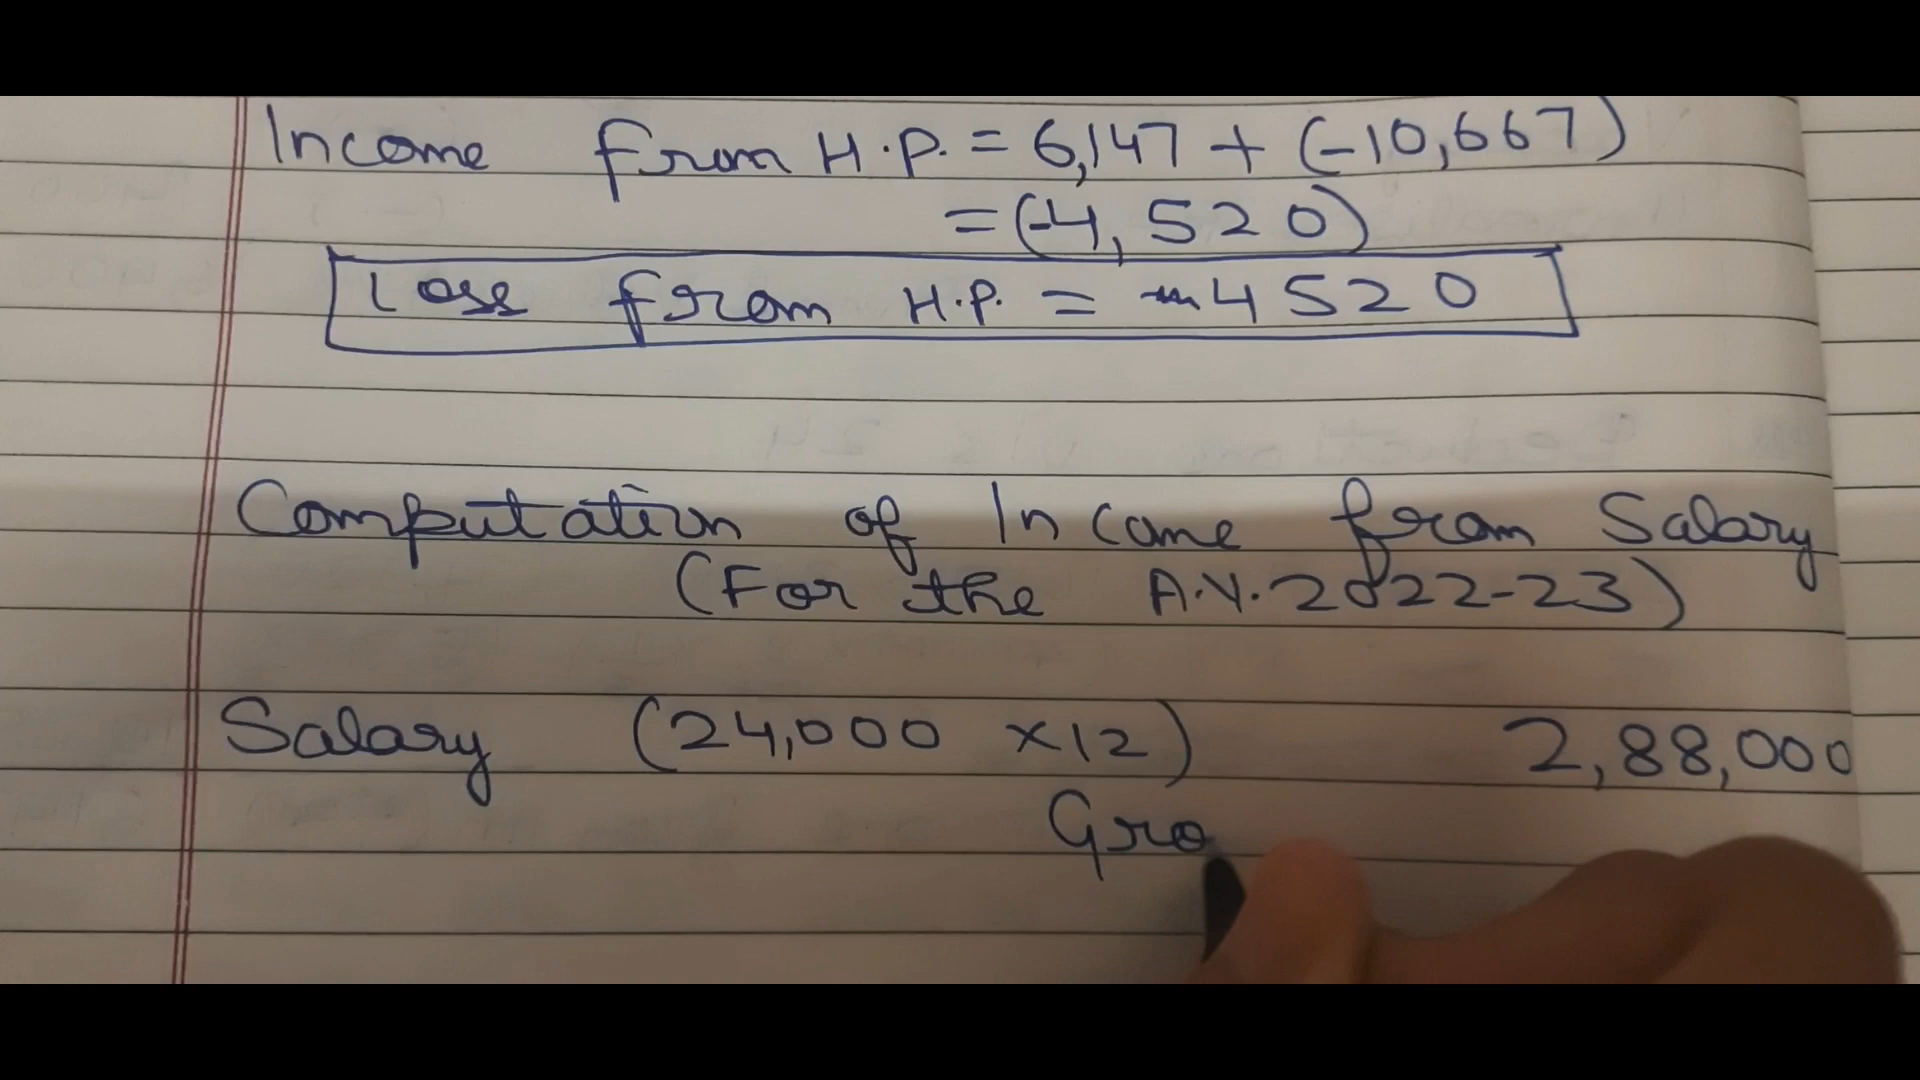 Income from H.P. = 6,147 + (-10,667)
= (-4,520)
Loss from H.P. = 4520
Computation of Income from Salary
(For the A.Y. 2022-23)
Salary (24,000 ×12) 2,88,000
Gro